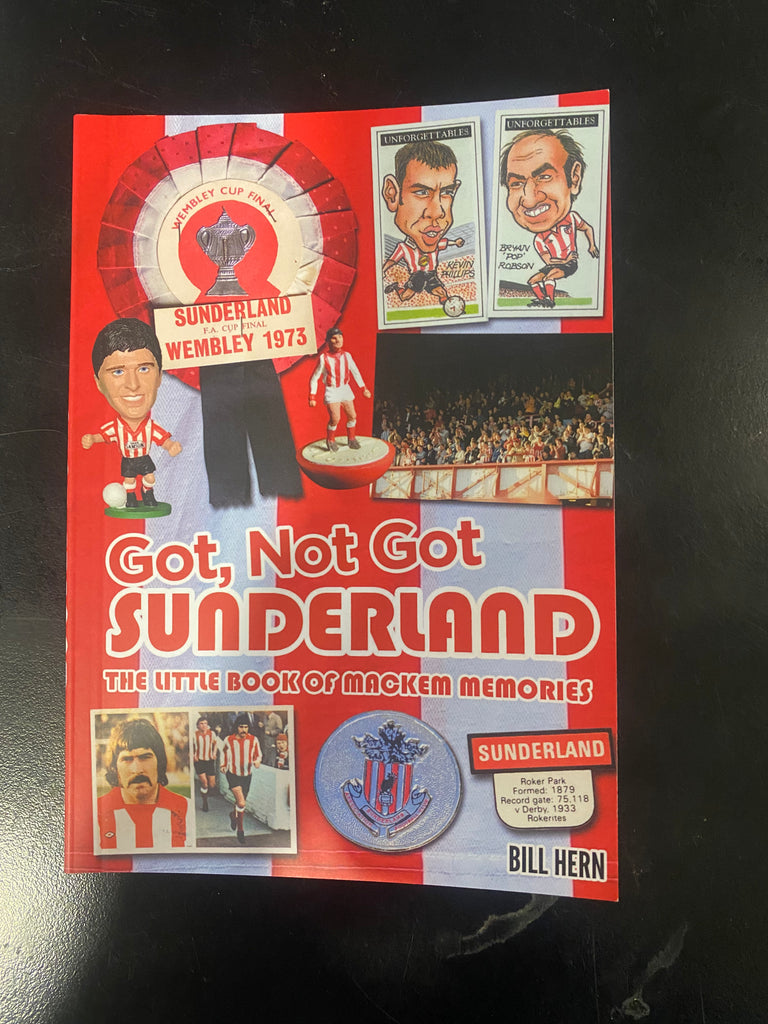 WEMBLEY CUP FINAL
SUNDERLAND
F.A. CUP FINAL
WEMBLEY 1973
UNFORGETTABLES
KEVIN
PHILLIPS
UNFORGETTABLES
BRYAN
'POP'
ROBSON
Got, Not Got
SUNDERLAND
THE LITTLE BOOK OF MACKEM MEMORIES
SUNDERLAND
Roker Park
Formed: 1879
Record gate: 75.118
v Derby, 1933
Rokerites
BILL HERN